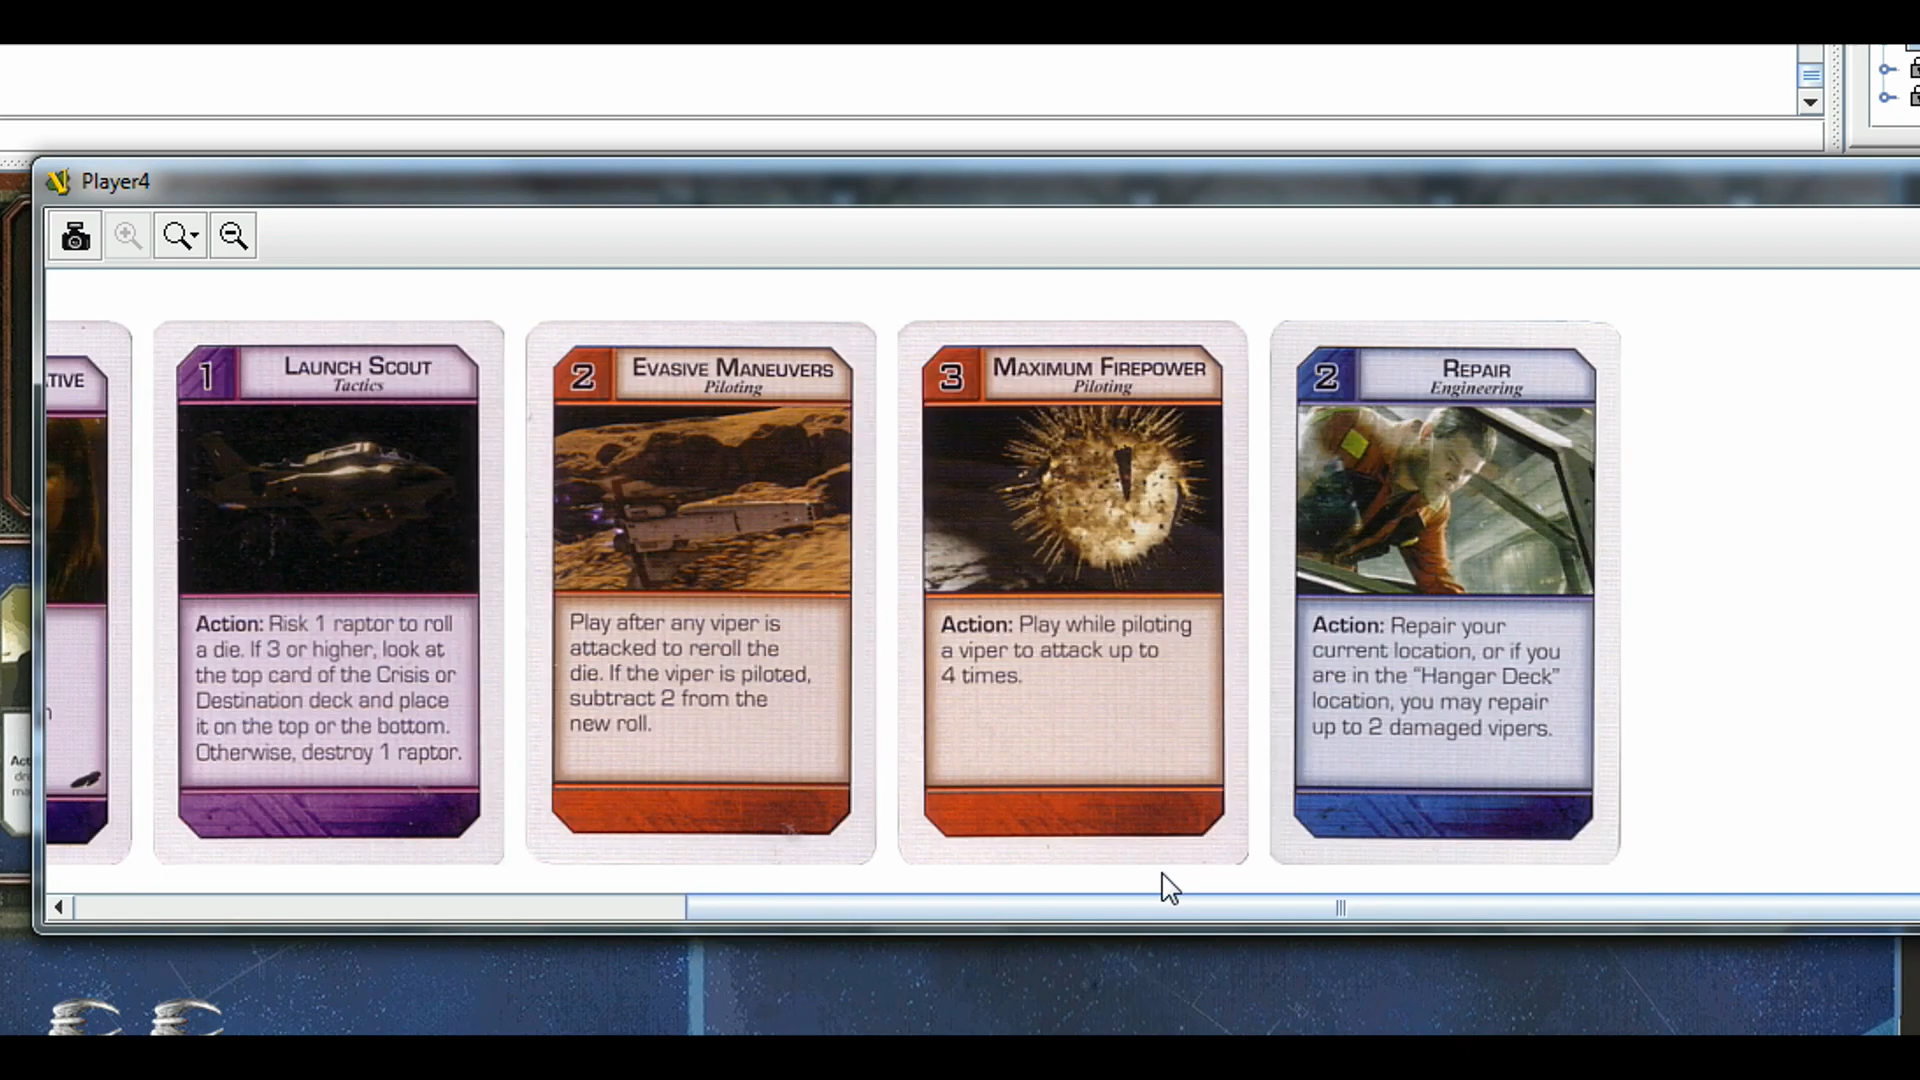 Player4
TIVE
1
LAUNCH SCOUT
Tactics
Action: Risk 1 raptor to roll
a die. If 3 or higher, look at
the top card of the Crisis or
Destination deck and place
it on the top or the bottom.
Otherwise, destroy 1 raptor.
2
EVASIVE MANEUVERS
Piloting
Play after any viper is
attacked to reroll the
die. If the viper is piloted,
subtract 2 from the
new roll.
3
MAXIMUM FIREPOWER
Piloting
Action: Play while piloting
a viper to attack up to
4 times.
2
REPAIR
Engineering
Action: Repair your
current location, or if you
are in the “Hangar Deck”
location, you may repair
up to 2 damaged vipers.